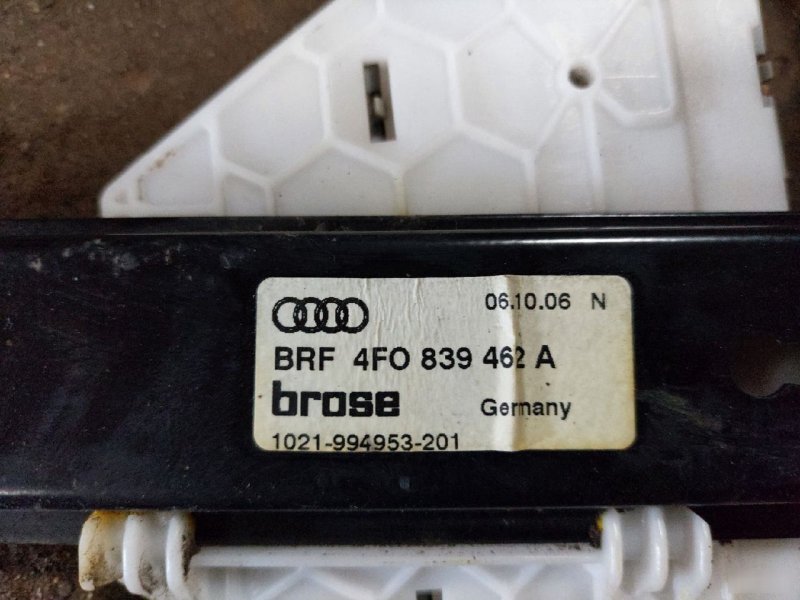 06.10.06 N
BRF 4F0 839 462 A
brose Germany
1021-994953-201